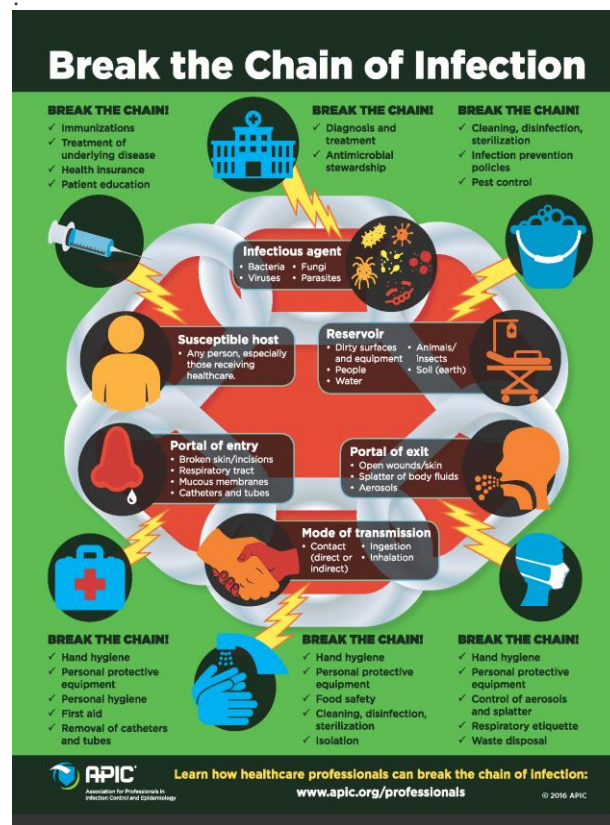 Break the Chain of Infection
BREAK THE CHAIN!
✓ Immunizations
✓ Treatment of
underlying disease
✓ Health insurance
✓ Patient education
BREAK THE CHAIN!
✓ Diagnosis and
treatment
✓ Antimicrobial
stewardship
BREAK THE CHAIN!
✓ Cleaning, disinfection,
sterilization
✓ Infection prevention
policies
✓ Pest control
Infectious agent
• Bacteria • Fungi
• Viruses • Parasites
Susceptible host
• Any person, especially
those receiving
healthcare.
Reservoir
• Dirty surfaces
and equipment
• People
• Water
• Animals/
insects
• Soil (earth)
Portal of entry
• Broken skin/incisions
• Respiratory tract
• Mucous membranes
• Catheters and tubes
Portal of exit
• Open wounds/skin
• Splatter of body fluids
• Aerosols
Mode of transmission
• Contact
(direct or
indirect)
• Ingestion
• Inhalation
BREAK THE CHAIN!
✓ Hand hygiene
✓ Personal protective
equipment
✓ Personal hygiene
✓ First aid
✓ Removal of catheters
and tubes
BREAK THE CHAIN!
✓ Hand hygiene
✓ Personal protective
equipment
✓ Food safety
✓ Cleaning, disinfection,
sterilization
✓ Isolation
BREAK THE CHAIN!
✓ Hand hygiene
✓ Personal protective
equipment
✓ Control of aerosols
and splatter
✓ Respiratory etiquette
✓ Waste disposal
APIC
Association for Professionals in
Infection Control and Epidemiology
Learn how healthcare professionals can break the chain of infection:
www.apic.org/professionals
© 2016 APIC